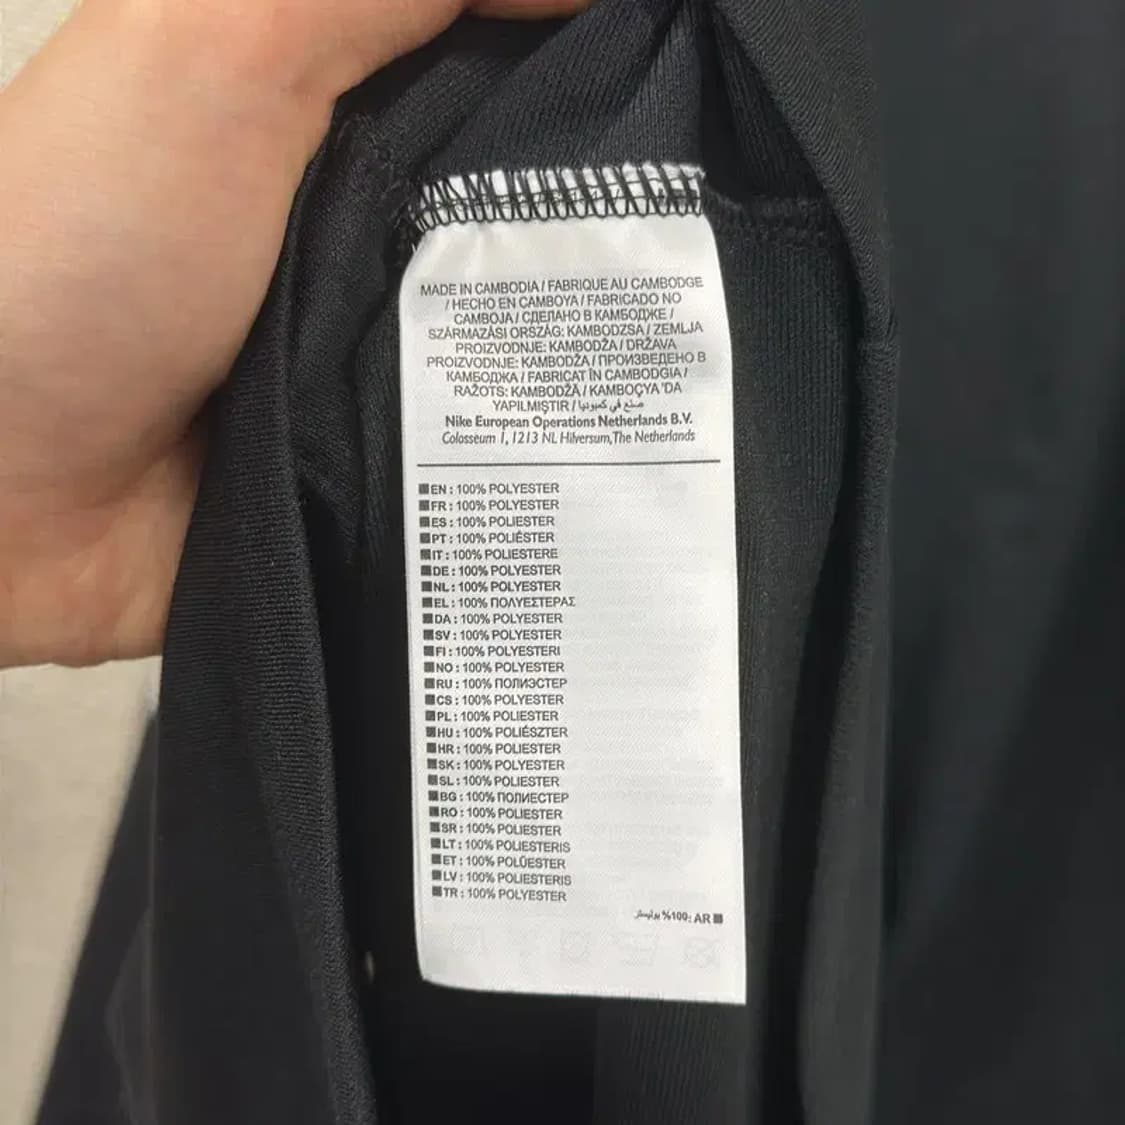 MADE IN CAMBODIA / FABRIQUE AU CAMBODGE
/ HECHO EN CAMBOYA / FABRICADO NO
CAMBOJA / СДЕЛАНО В КАМБОДЖЕ /
SZÁRMAZÁSI ORSZÁG: KAMBODZSA / ZEMLJA
PROIZVODNJE: KAMBODŽA / DRŽAVA
PROIZVODNJE: KAMBODŽA / ПРОИЗВЕДЕНО В
КАМБОДЖА / FABRICAT ÎN CAMBODGIA /
RAŽOTS: KAMBODŽĀ / KAMBOÇYA 'DA
YAPILMIŞTIR / صنع في كمبوديا
Nike European Operations Netherlands B.V.
Colosseum 1, 1213 NL Hilversum, The Netherlands
EN : 100% POLYESTER
FR : 100% POLYESTER
ES : 100% POLIESTER
PT : 100% POLIÉSTER
IT : 100% POLIESTERE
DE : 100% POLYESTER
NL : 100% POLYESTER
EL : 100% ΠΟΛΥΕΣΤΕΡΑΣ
DA : 100% POLYESTER
SV : 100% POLYESTER
FI : 100% POLYESTERI
NO : 100% POLYESTER
RU : 100% ПОЛИЭСТЕР
CS : 100% POLYESTER
PL : 100% POLIESTER
HU : 100% POLIÉSZTER
HR : 100% POLIESTER
SK : 100% POLYESTER
SL : 100% POLIESTER
BG : 100% ПОЛИЕСТЕР
RO : 100% POLIESTER
SR : 100% POLIESTER
LT : 100% POLIESTERIS
ET : 100% POLÜESTER
LV : 100% POLIESTERIS
TR : 100% POLYESTER
AR :100% بوليستر